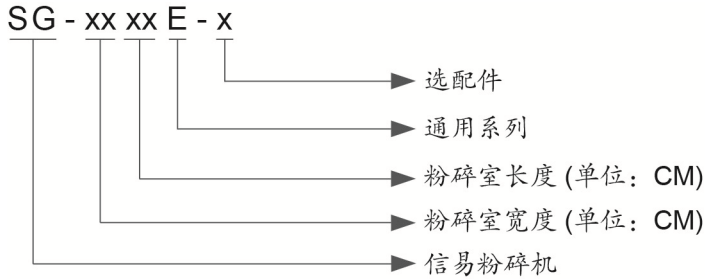 SG - xx xx E - x
选配件
通用系列
粉碎室长度 (单位：CM)
粉碎室宽度 (单位：CM)
信易粉碎机